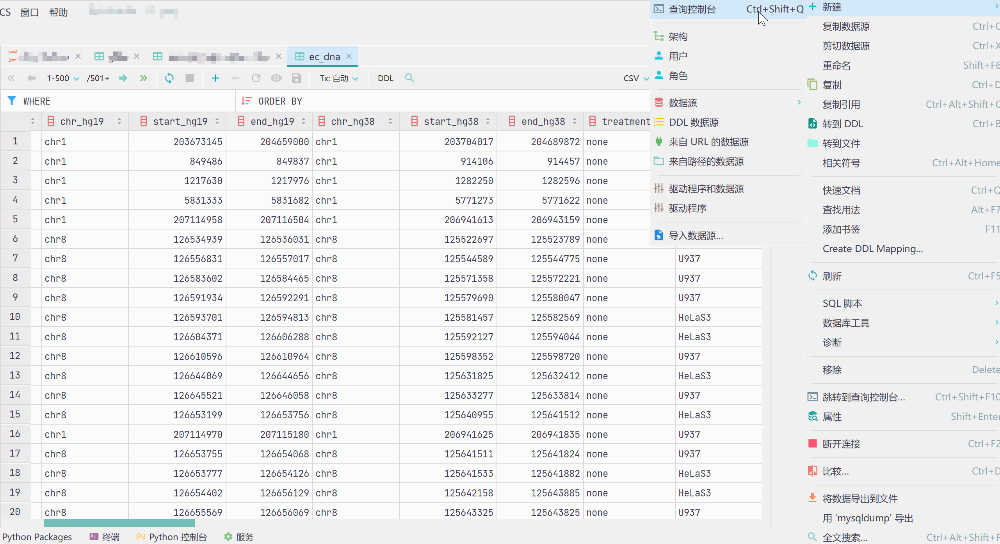 CS 窗口 帮助
ec_dna
1-500 /501+ Tx: 自动 DDL CSV
WHERE ORDER BY
chr_hg19 start_hg19 end_hg19 chr_hg38 start_hg38 end_hg38 treatment
1 chr1 203673145 204659000 chr1 203704017 204689872 none
2 chr1 849486 849837 chr1 914106 914457 none
3 chr1 1217630 1217976 chr1 1282250 1282596 none
4 chr1 5831333 5831682 chr1 5771273 5771622 none
5 chr1 207114958 207116504 chr1 206941613 206943159 none
6 chr8 126534939 126536031 chr8 125522697 125523789 none
7 chr8 126556831 126557017 chr8 125544589 125544775 none U937
8 chr8 126583602 126584465 chr8 125571358 125572221 none U937
9 chr8 126591934 126592291 chr8 125579690 125580047 none U937
10 chr8 126593701 126594813 chr8 125581457 125582569 none HeLaS3
11 chr8 126604371 126606288 chr8 125592127 125594044 none HeLaS3
12 chr8 126610596 126610964 chr8 125598352 125598720 none U937
13 chr8 126644069 126644656 chr8 125631825 125632412 none HeLaS3
14 chr8 126645521 126646058 chr8 125633277 125633814 none U937
15 chr8 126653199 126653756 chr8 125640955 125641512 none HeLaS3
16 chr1 207114970 207115180 chr1 206941625 206941835 none U937
17 chr8 126653755 126654068 chr8 125641511 125641824 none U937
18 chr8 126653777 126654126 chr8 125641533 125641882 none HeLaS3
19 chr8 126654402 126656129 chr8 125642158 125643885 none HeLaS3
20 chr8 126655569 126656069 chr8 125643325 125643825 none U937
Python Packages 终端 Python 控制台 服务
查询控制台 Ctrl+Shift+Q
架构
用户
角色
数据源
DDL 数据源
来自 URL 的数据源
来自路径的数据源
驱动程序和数据源
驱动程序
导入数据源...
新建
复制数据源 Ctrl+C
剪切数据源 Ctrl+X
重命名 Shift+F6
复制 Ctrl+D
复制引用 Ctrl+Alt+Shift+C
转到 DDL Ctrl+B
转到文件
相关符号 Ctrl+Alt+Home
快速文档 Ctrl+Q
查找用法 Alt+F7
添加书签 F11
Create DDL Mapping...
刷新 Ctrl+F5
SQL 脚本
数据库工具
诊断
移除 Delete
跳转到查询控制台... Ctrl+Shift+F10
属性 Shift+Enter
断开连接 Ctrl+F2
比较... Ctrl+D
将数据导出到文件
用 'mysqldump' 导出
全文搜索... Ctrl+Alt+Shift+F